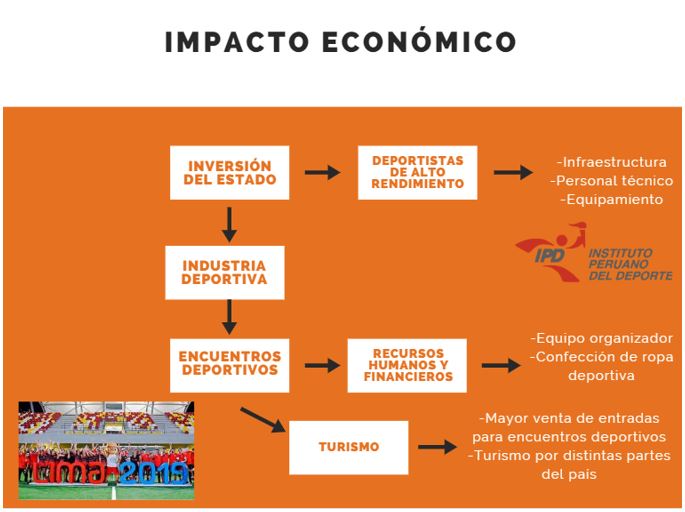 IMPACTO ECONÓMICO
INVERSIÓN
DEL ESTADO
DEPORTISTAS
DE ALTO
RENDIMIENTO
-Infraestructura
-Personal técnico
-Equipamiento
IPD
INSTITUTO
PERUANO
DEL DEPORTE
INDUSTRIA
DEPORTIVA
ENCUENTROS
DEPORTIVOS
RECURSOS
HUMANOS Y
FINANCIEROS
-Equipo organizador
-Confección de ropa
deportiva
TURISMO
-Mayor venta de entradas
para encuentros deportivos
-Turismo por distintas partes
del país
Lima 2019